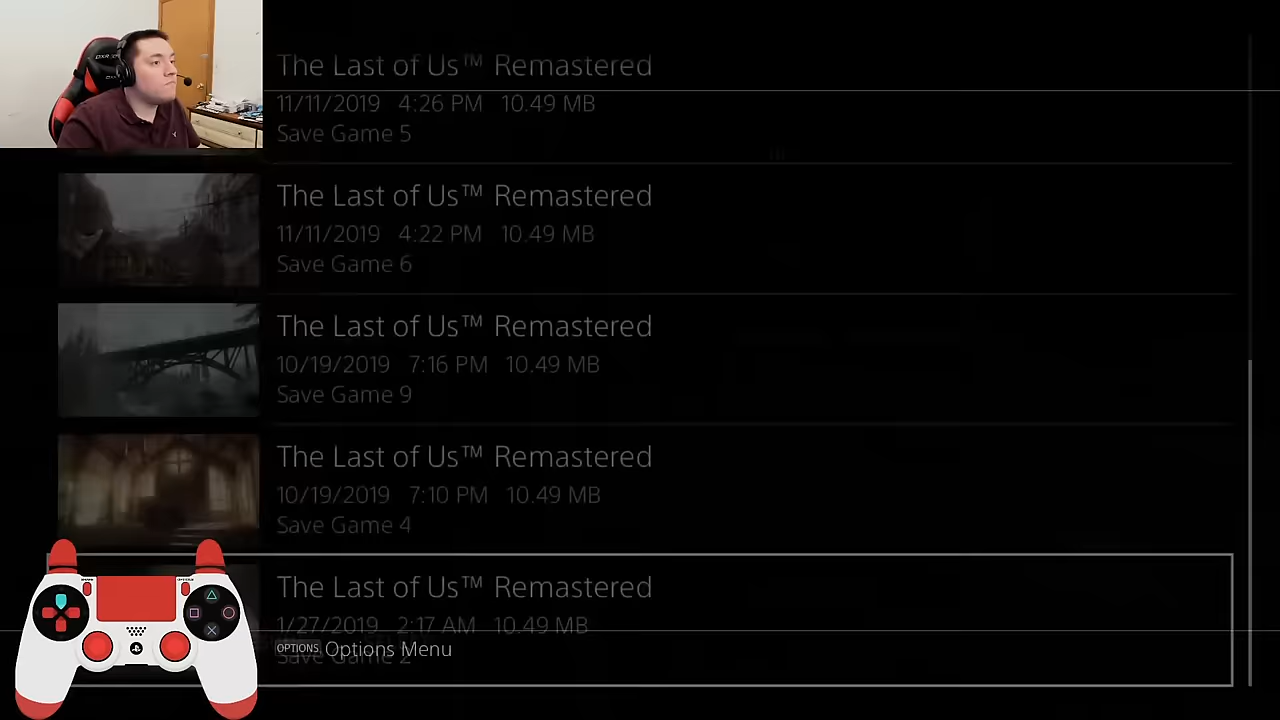 The Last of Us™ Remastered
11/11/2019 4:26 PM 10.49 MB
Save Game 5
The Last of Us™ Remastered
11/11/2019 4:22 PM 10.49 MB
Save Game 6
The Last of Us™ Remastered
10/19/2019 7:16 PM 10.49 MB
Save Game 9
The Last of Us™ Remastered
10/19/2019 7:10 PM 10.49 MB
Save Game 4
The Last of Us™ Remastered
1/27/2019 2:17 AM 10.49 MB
Save Game 2
OPTIONS Options Menu